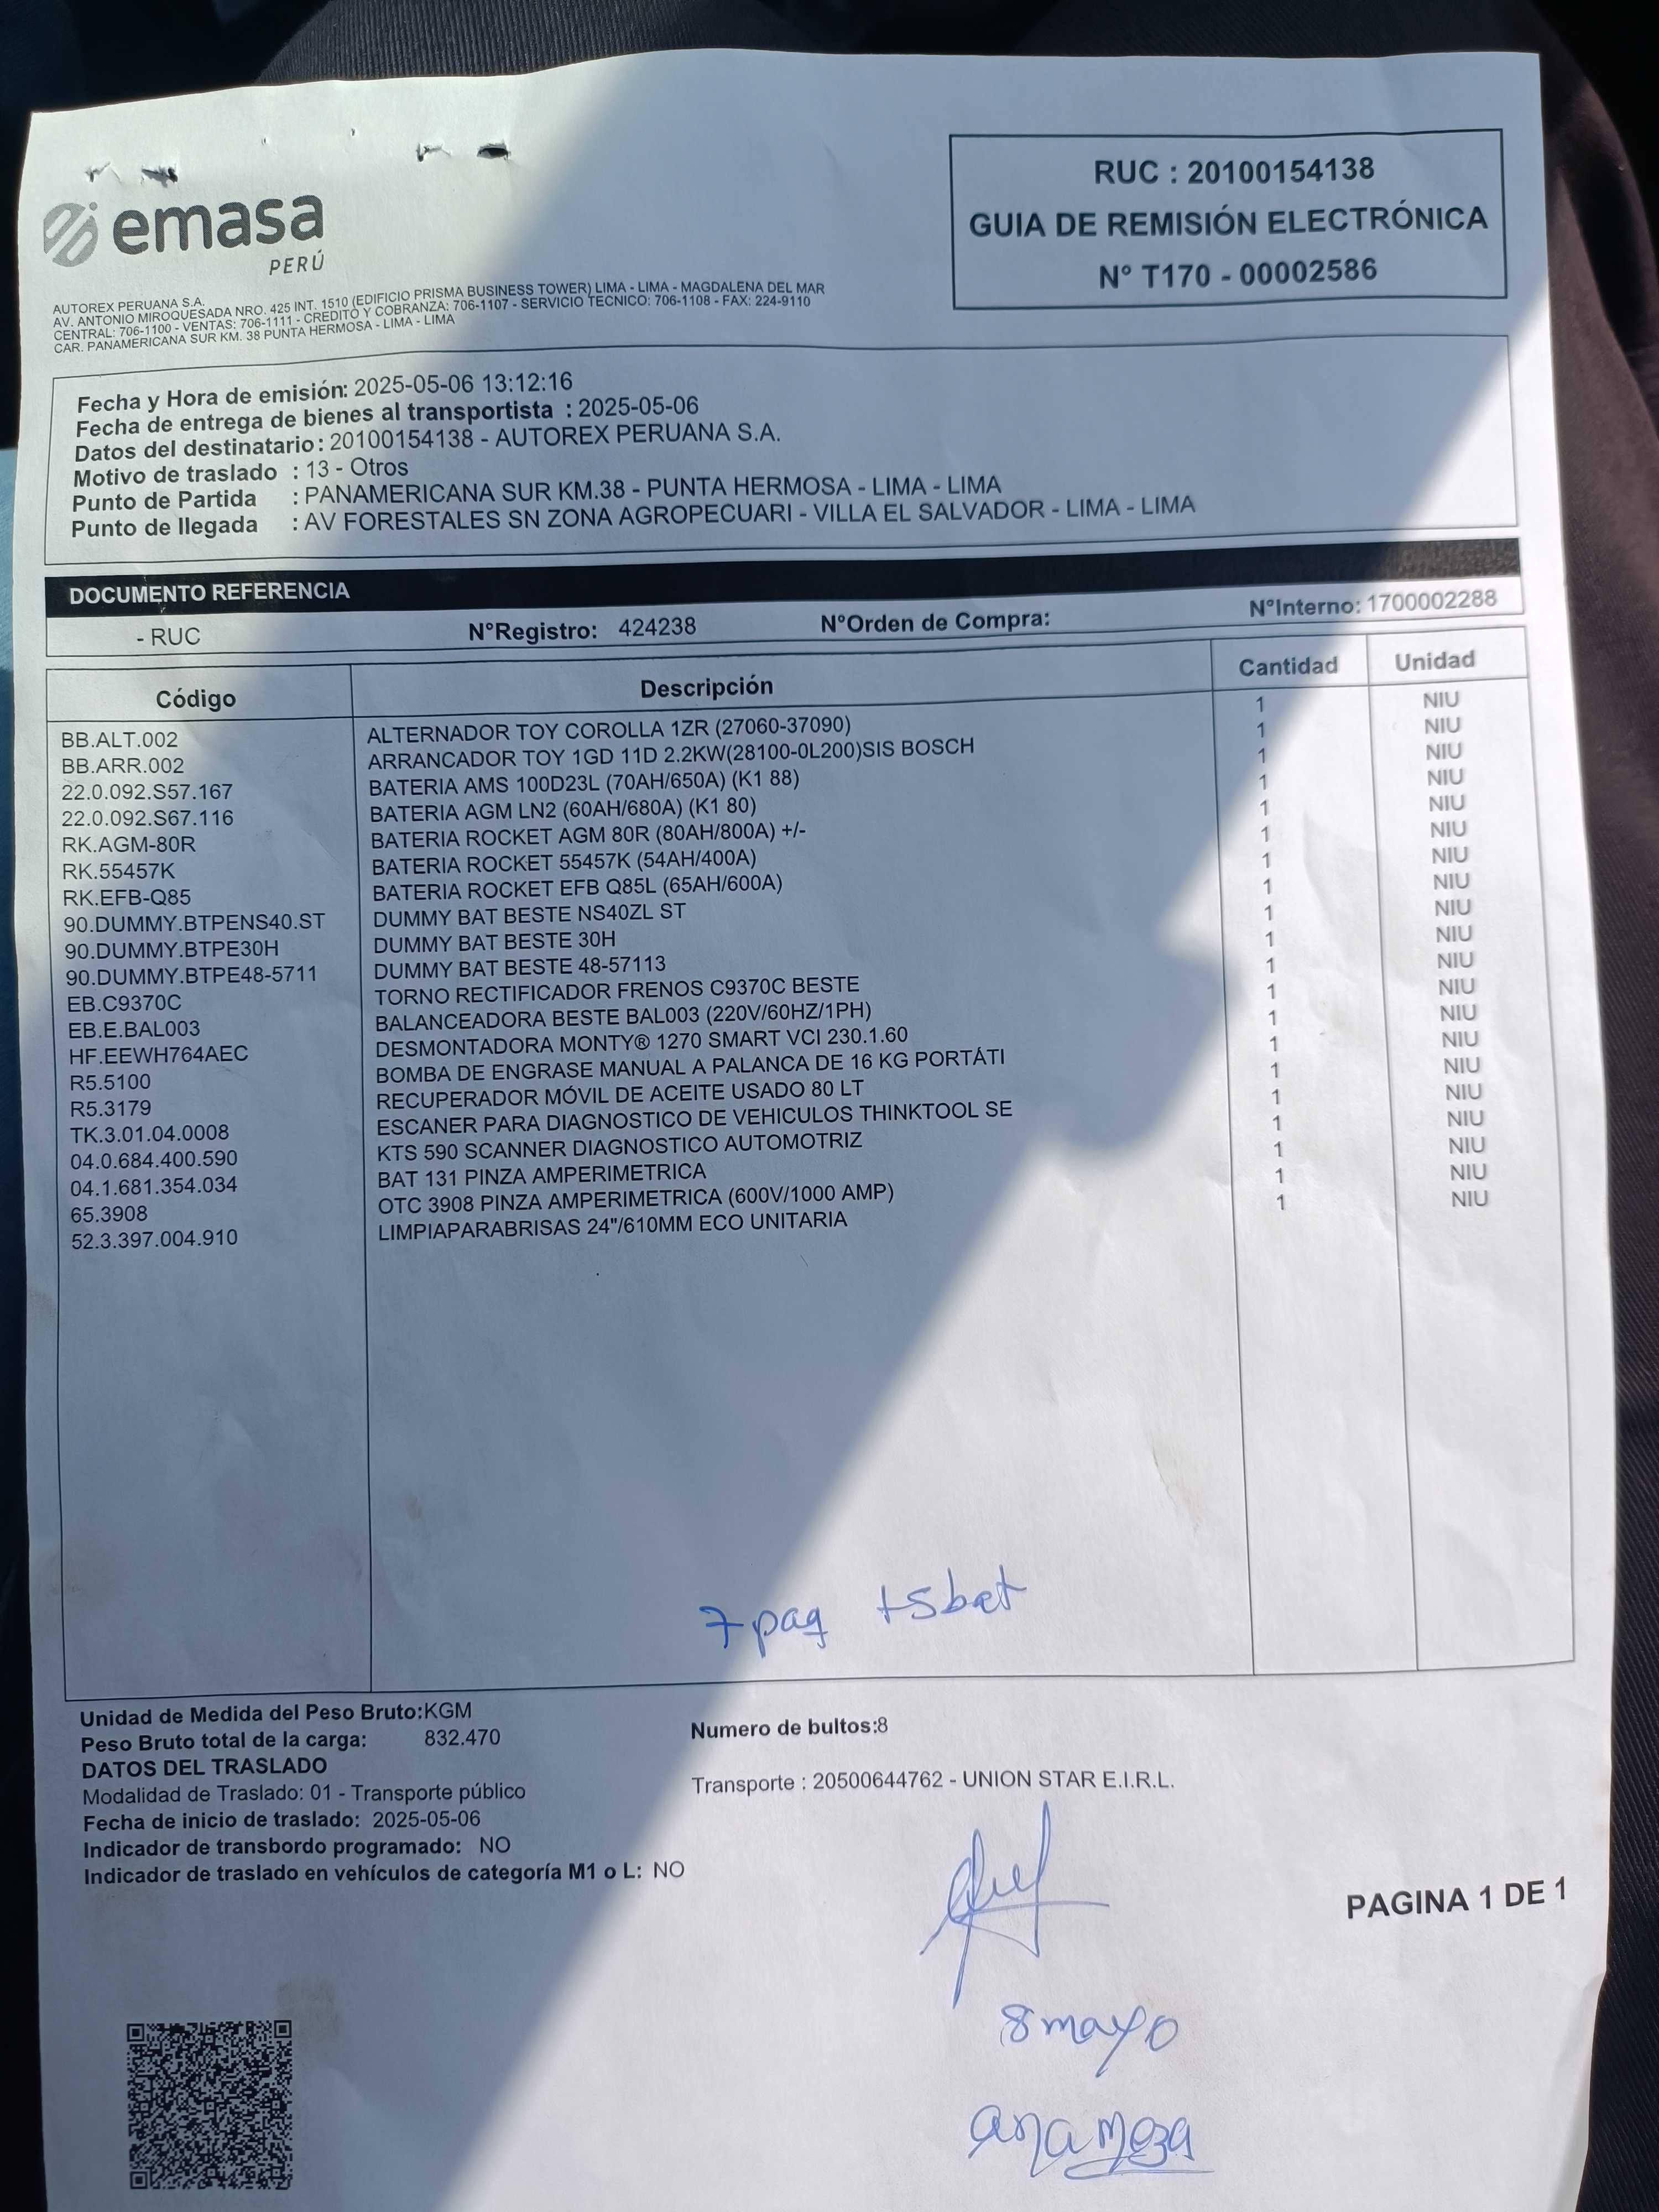 emasa
PERÚ
RUC : 20100154138
GUIA DE REMISIÓN ELECTRÓNICA
N° T170 - 00002586
AUTOREX PERUANA S.A.
AV. ANTONIO MIROQUESADA NRO. 425 INT. 1510 (EDIFICIO PRISMA BUSINESS TOWER) LIMA - LIMA - MAGDALENA DEL MAR
CENTRAL: 706-1100 - VENTAS: 706-1111 - CREDITO Y COBRANZA: 706-1107 - SERVICIO TECNICO: 706-1108 - FAX: 224-9110
CAR. PANAMERICANA SUR KM. 38 PUNTA HERMOSA - LIMA - LIMA
Fecha y Hora de emisión: 2025-05-06 13:12:16
Fecha de entrega de bienes al transportista : 2025-05-06
Datos del destinatario: 20100154138 - AUTOREX PERUANA S.A.
Motivo de traslado : 13 - Otros
Punto de Partida : PANAMERICANA SUR KM.38 - PUNTA HERMOSA - LIMA - LIMA
Punto de llegada : AV FORESTALES SN ZONA AGROPECUARI - VILLA EL SALVADOR - LIMA - LIMA
DOCUMENTO REFERENCIA
- RUC N°Registro: 424238 N°Orden de Compra: N°Interno: 1700002288
Código Descripción Cantidad Unidad
BB.ALT.002 ALTERNADOR TOY COROLLA 1ZR (27060-37090) 1 NIU
BB.ARR.002 ARRANCADOR TOY 1GD 11D 2.2KW(28100-0L200)SIS BOSCH 1 NIU
22.0.092.S57.167 BATERIA AMS 100D23L (70AH/650A) (K1 88) 1 NIU
22.0.092.S67.116 BATERIA AGM LN2 (60AH/680A) (K1 80) 1 NIU
RK.AGM-80R BATERIA ROCKET AGM 80R (80AH/800A) +/- 1 NIU
RK.55457K BATERIA ROCKET 55457K (54AH/400A) 1 NIU
RK.EFB-Q85 BATERIA ROCKET EFB Q85L (65AH/600A) 1 NIU
90.DUMMY.BTPENS40.ST DUMMY BAT BESTE NS40ZL ST 1 NIU
90.DUMMY.BTPE30H DUMMY BAT BESTE 30H 1 NIU
90.DUMMY.BTPE48-5711 DUMMY BAT BESTE 48-57113 1 NIU
EB.C9370C TORNO RECTIFICADOR FRENOS C9370C BESTE 1 NIU
EB.E.BAL003 BALANCEADORA BESTE BAL003 (220V/60HZ/1PH) 1 NIU
HF.EEWH764AEC DESMONTADORA MONTY® 1270 SMART VCI 230.1.60 1 NIU
R5.5100 BOMBA DE ENGRASE MANUAL A PALANCA DE 16 KG PORTÁTI 1 NIU
R5.3179 RECUPERADOR MÓVIL DE ACEITE USADO 80 LT 1 NIU
TK.3.01.04.0008 ESCANER PARA DIAGNOSTICO DE VEHICULOS THINKTOOL SE 1 NIU
04.0.684.400.590 KTS 590 SCANNER DIAGNOSTICO AUTOMOTRIZ 1 NIU
04.1.681.354.034 BAT 131 PINZA AMPERIMETRICA 1 NIU
65.3908 OTC 3908 PINZA AMPERIMETRICA (600V/1000 AMP) 1 NIU
52.3.397.004.910 LIMPIAPARABRISAS 24"/610MM ECO UNITARIA 1 NIU
7 paq +5bat
Unidad de Medida del Peso Bruto:KGM
Peso Bruto total de la carga: 832.470 Numero de bultos:8
DATOS DEL TRASLADO
Modalidad de Traslado: 01 - Transporte público Transporte : 20500644762 - UNION STAR E.I.R.L.
Fecha de inicio de traslado: 2025-05-06
Indicador de transbordo programado: NO
Indicador de traslado en vehículos de categoría M1 o L: NO
PAGINA 1 DE 1
8 mayo
ana meza